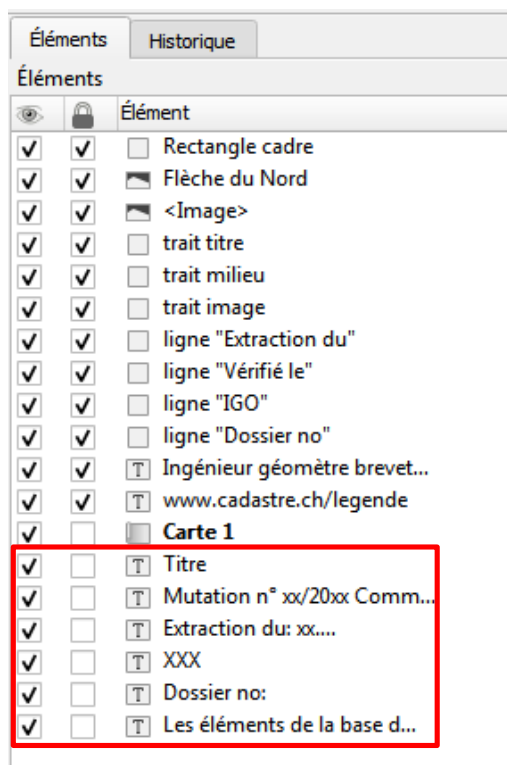 Éléments Historique
Éléments
Élément
Rectangle cadre
Flèche du Nord
<Image>
trait titre
trait milieu
trait image
ligne "Extraction du"
ligne "Vérifié le"
ligne "IGO"
ligne "Dossier no"
Ingénieur géomètre brevet...
www.cadastre.ch/legende
Carte 1
Titre
Mutation n° xx/20xx Comm...
Extraction du: xx....
XXX
Dossier no:
Les éléments de la base d...